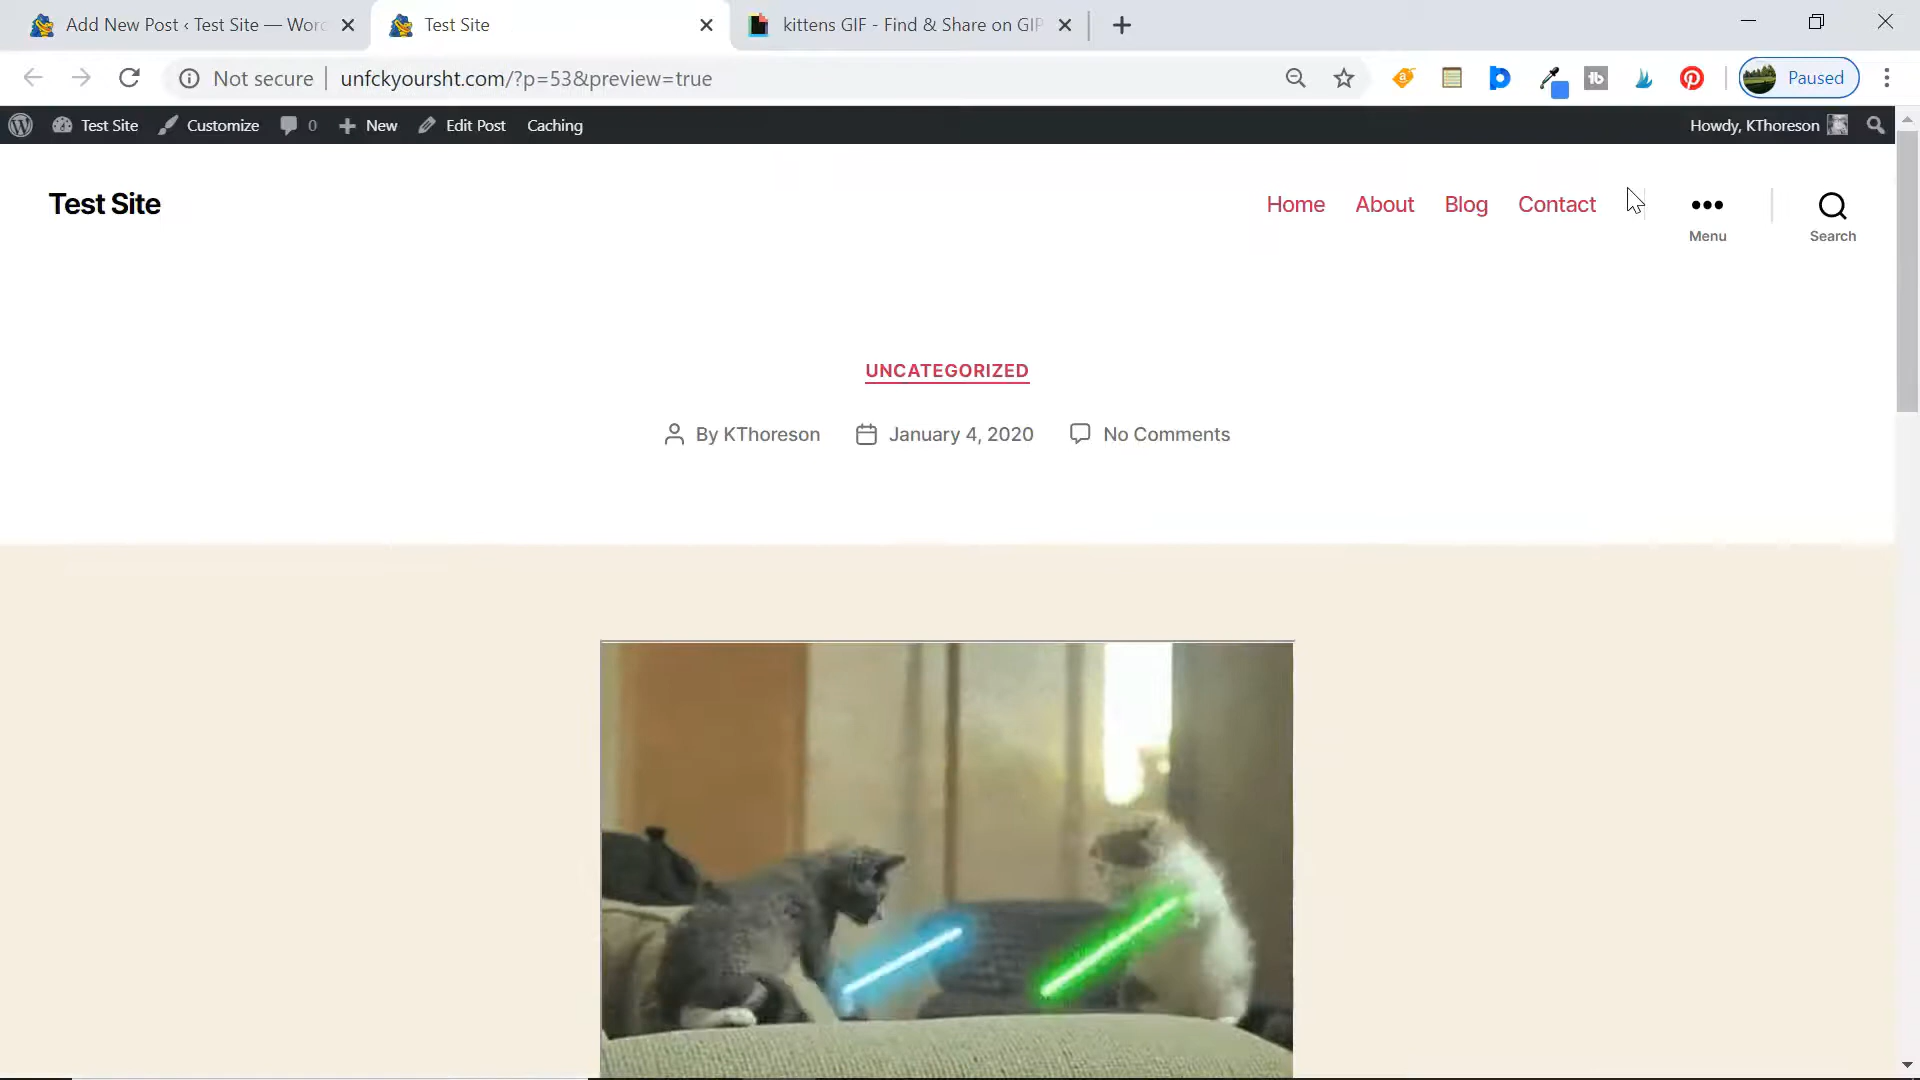 Add New Post ‹ Test Site — Wor
Test Site
kittens GIF - Find & Share on GIP
Not secure
unfckyoursht.com/?p=53&preview=true
Paused
Test Site
Customize
0
New
Edit Post
Caching
Howdy, KThoreson
Test Site
Home
About
Blog
Contact
Menu
Search
UNCATEGORIZED
By KThoreson
January 4, 2020
No Comments